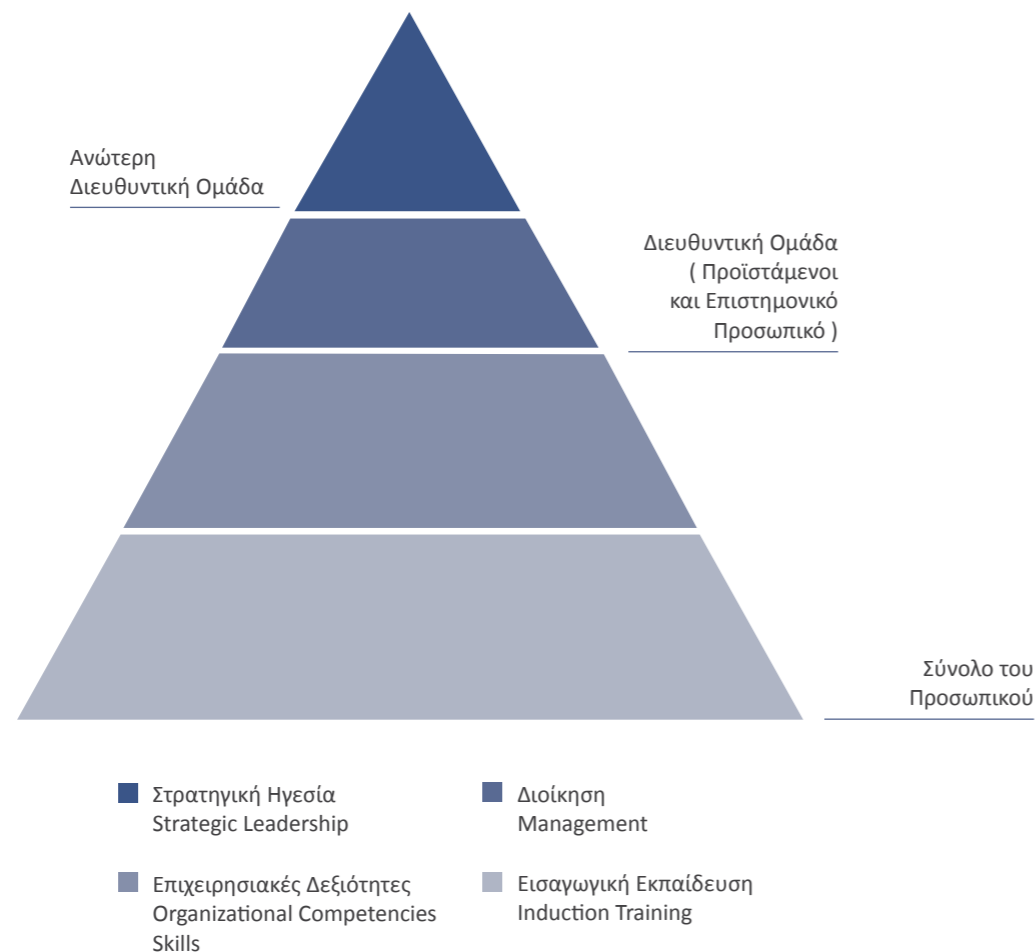 Ανώτερη
Διευθυντική Ομάδα
Διευθυντική Ομάδα
( Προϊστάμενοι
και Επιστημονικό
Προσωπικό )
Σύνολο του
Προσωπικού
Στρατηγική Ηγεσία
Strategic Leadership
Διοίκηση
Management
Επιχειρησιακές Δεξιότητες
Organizational Competencies
Skills
Εισαγωγική Εκπαίδευση
Induction Training